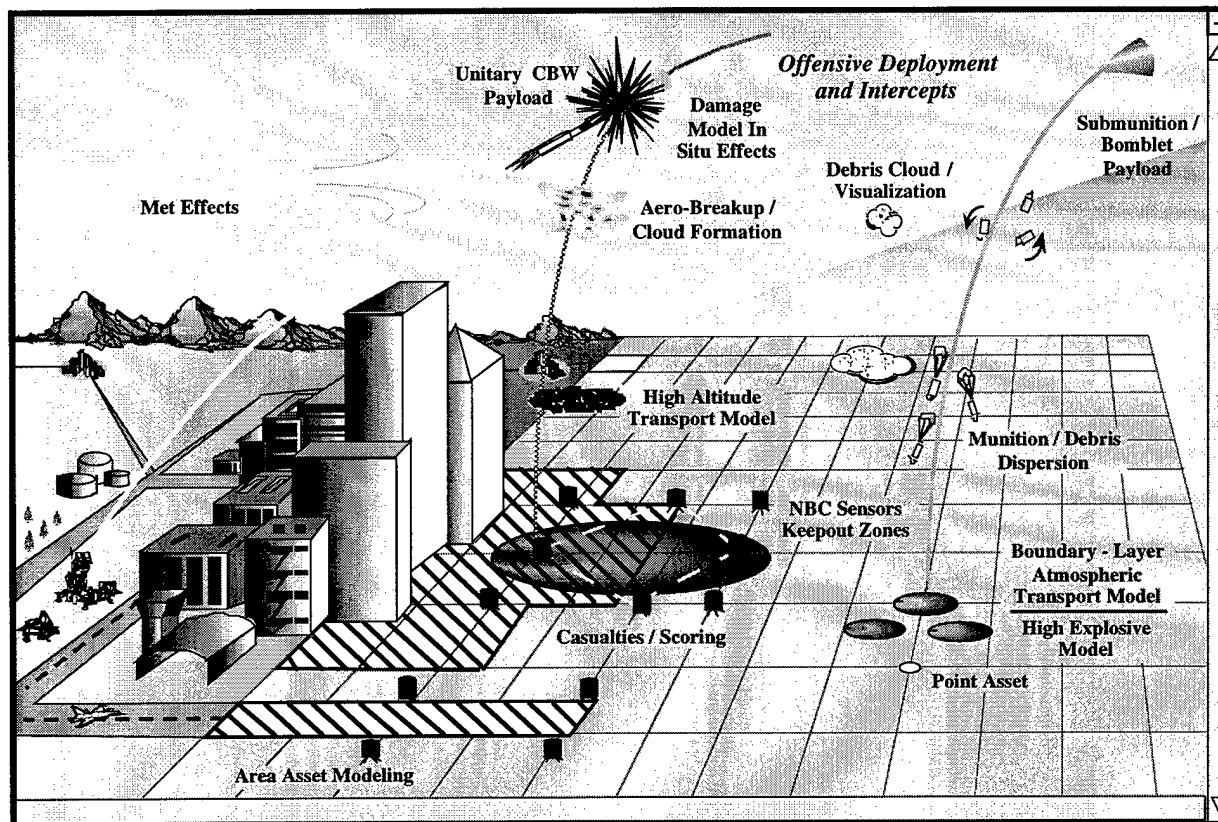 Unitary CBW
Payload
Offensive Deployment
and Intercepts
Damage
Model In
Situ Effects
Submunition /
Bomblet
Payload
Debris Cloud /
Visualization
Met Effects
Aero-Breakup /
Cloud Formation
High Altitude
Transport Model
Munition / Debris
Dispersion
NBC Sensors
Keepout Zones
Boundary - Layer
Atmospheric
Transport Model
High Explosive
Model
Casualties / Scoring
Point Asset
Area Asset Modeling